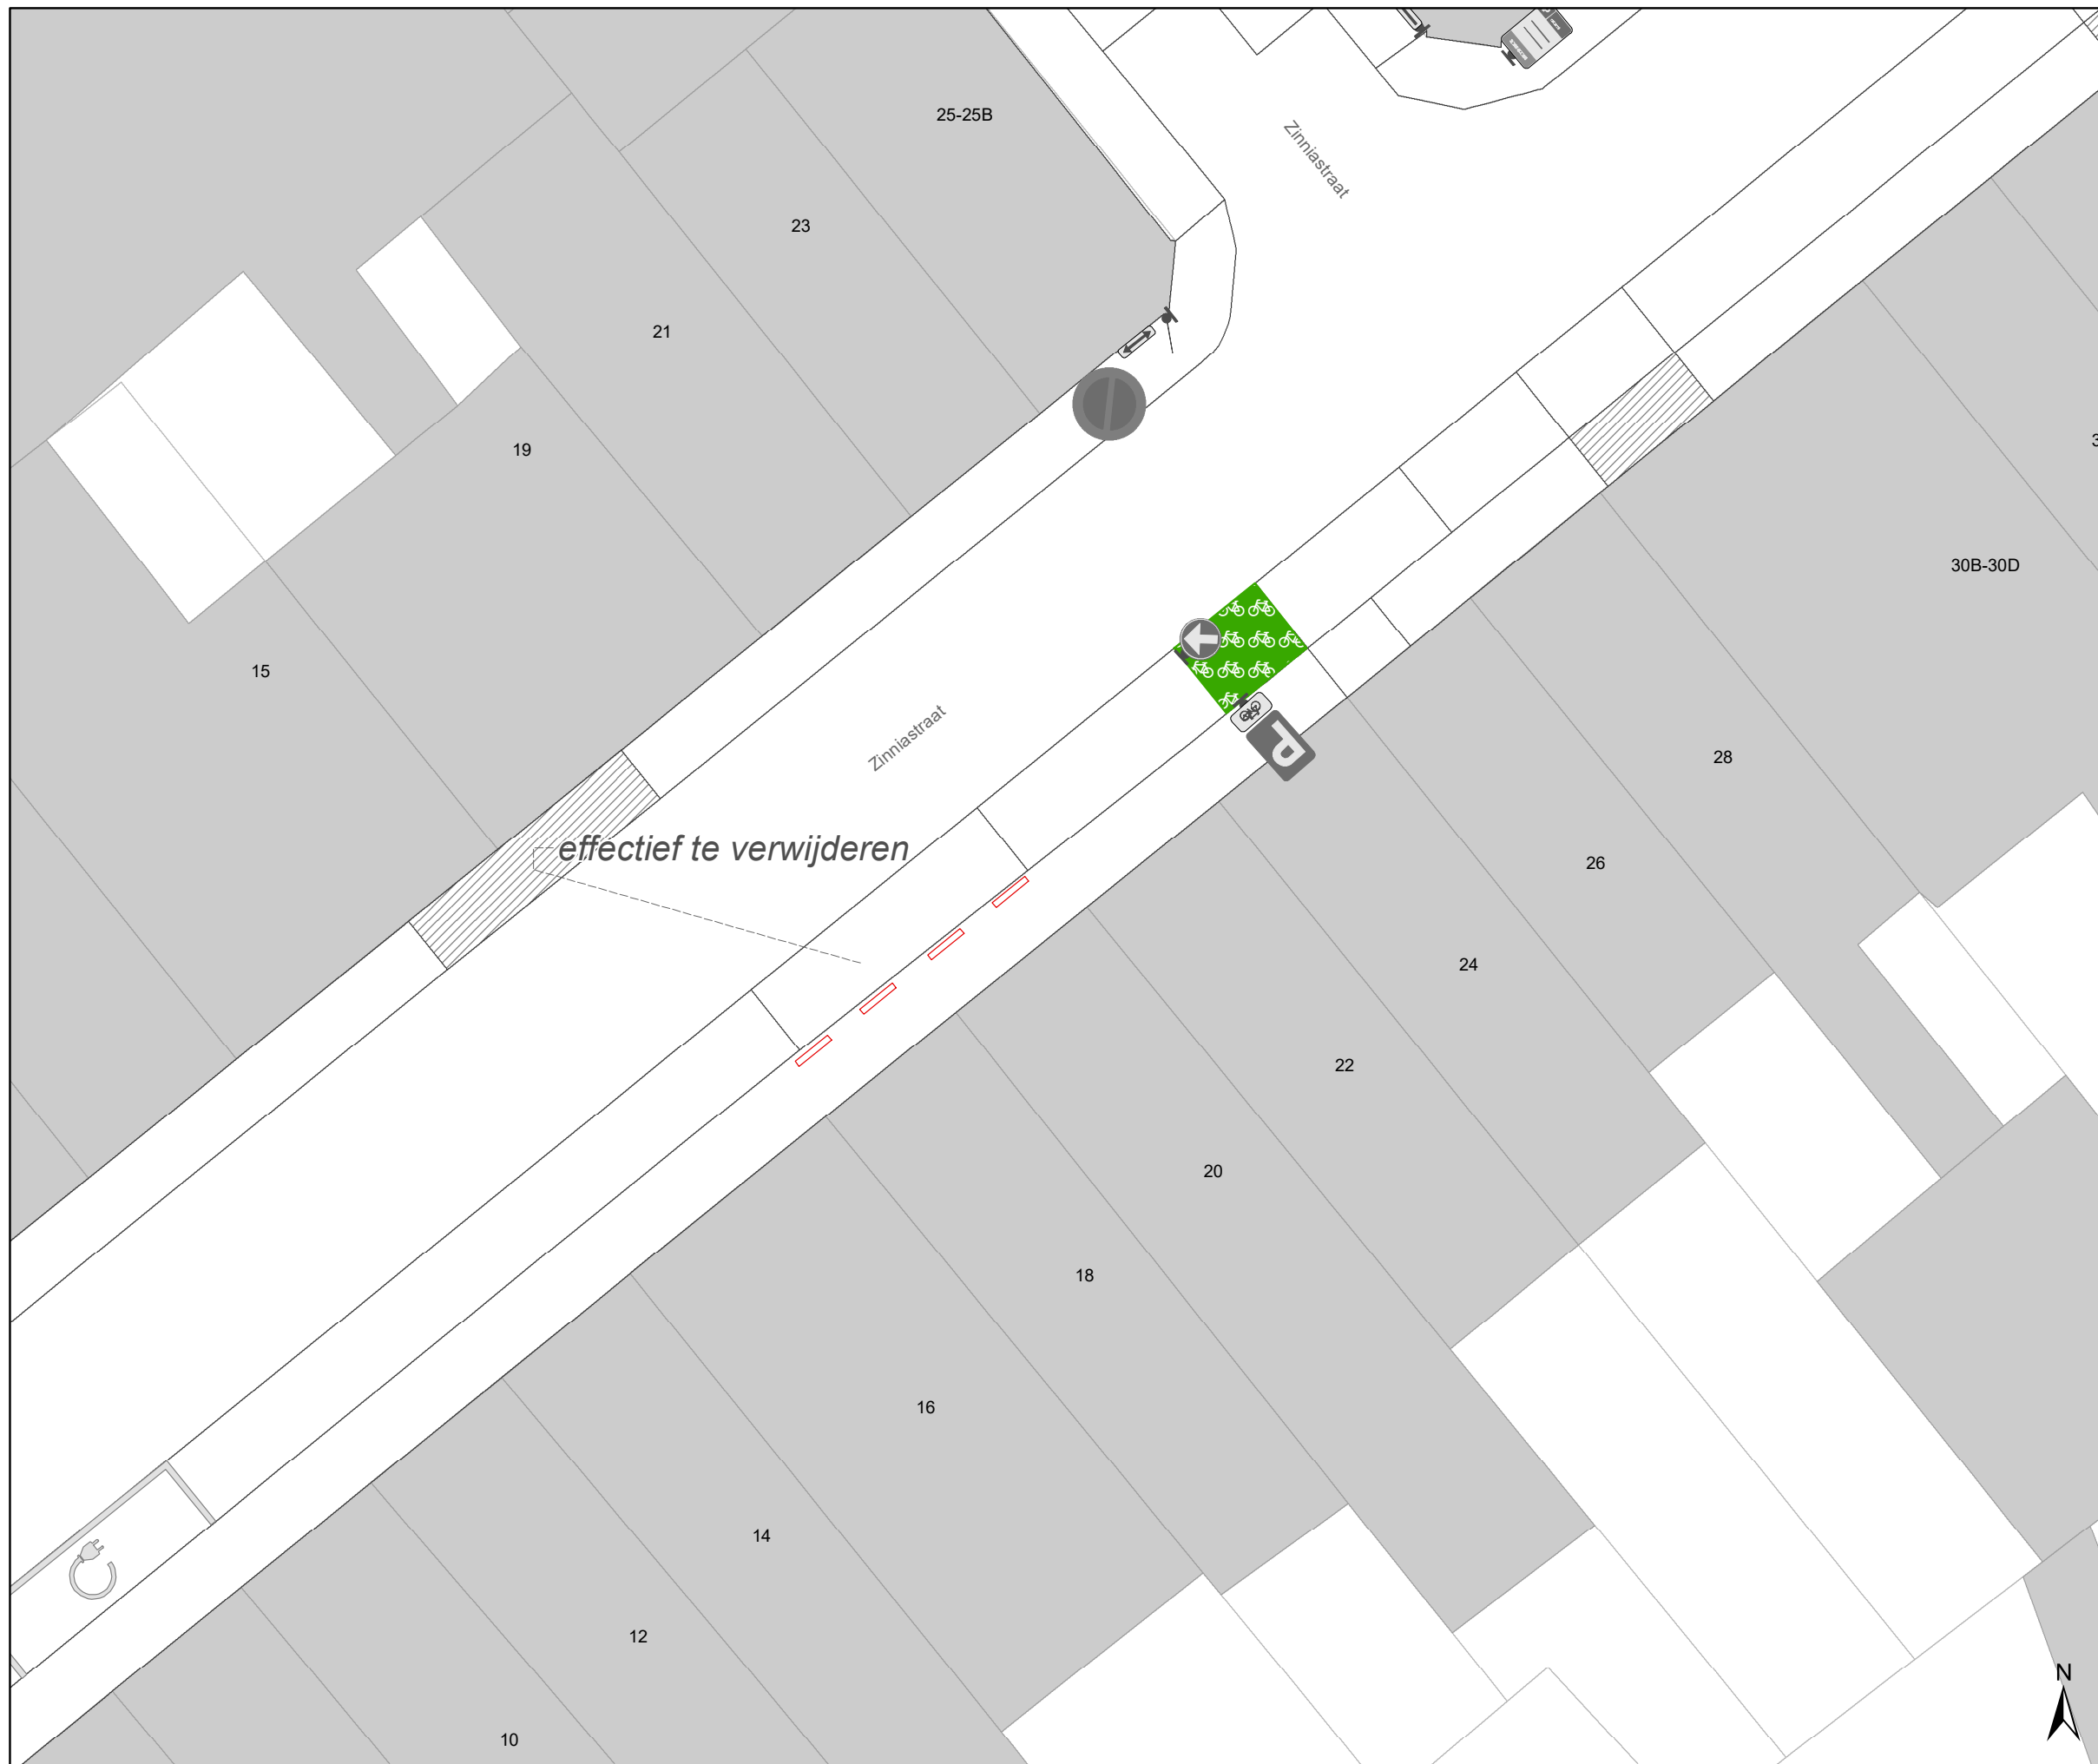 25-25B
Zinniastraat
23
21
19
30B-30D
15
Zinniastraat
P
28
effectief te verwijderen
26
24
22
20
18
16
14
12
10
N